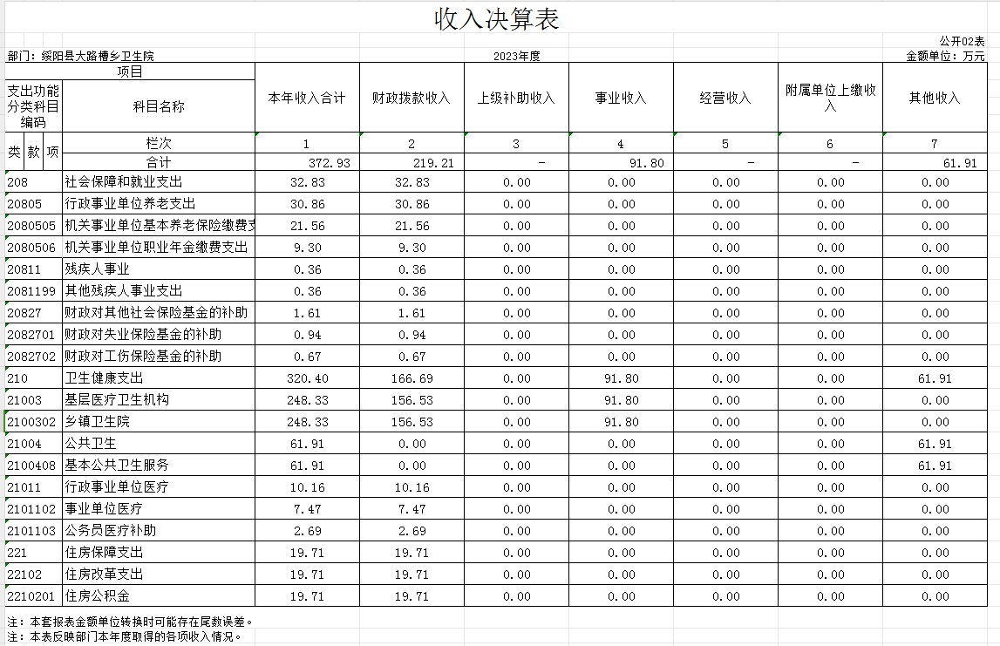 收入决算表
公开02表
部门：绥阳县大路槽乡卫生院 2023年度 金额单位：万元
项目 本年收入合计 财政拨款收入 上级补助收入 事业收入 经营收入 附属单位上缴收入 其他收入
支出功能分类科目编码 科目名称
类 款 项 栏次 1 2 3 4 5 6 7
合计 372.93 219.21 - 91.80 - - 61.91
208 社会保障和就业支出 32.83 32.83 0.00 0.00 0.00 0.00 0.00
20805 行政事业单位养老支出 30.86 30.86 0.00 0.00 0.00 0.00 0.00
2080505 机关事业单位基本养老保险缴费支 21.56 21.56 0.00 0.00 0.00 0.00 0.00
2080506 机关事业单位职业年金缴费支出 9.30 9.30 0.00 0.00 0.00 0.00 0.00
20811 残疾人事业 0.36 0.36 0.00 0.00 0.00 0.00 0.00
2081199 其他残疾人事业支出 0.36 0.36 0.00 0.00 0.00 0.00 0.00
20827 财政对其他社会保险基金的补助 1.61 1.61 0.00 0.00 0.00 0.00 0.00
2082701 财政对失业保险基金的补助 0.94 0.94 0.00 0.00 0.00 0.00 0.00
2082702 财政对工伤保险基金的补助 0.67 0.67 0.00 0.00 0.00 0.00 0.00
210 卫生健康支出 320.40 166.69 0.00 91.80 0.00 0.00 61.91
21003 基层医疗卫生机构 248.33 156.53 0.00 91.80 0.00 0.00 0.00
2100302 乡镇卫生院 248.33 156.53 0.00 91.80 0.00 0.00 0.00
21004 公共卫生 61.91 0.00 0.00 0.00 0.00 0.00 61.91
2100408 基本公共卫生服务 61.91 0.00 0.00 0.00 0.00 0.00 61.91
21011 行政事业单位医疗 10.16 10.16 0.00 0.00 0.00 0.00 0.00
2101102 事业单位医疗 7.47 7.47 0.00 0.00 0.00 0.00 0.00
2101103 公务员医疗补助 2.69 2.69 0.00 0.00 0.00 0.00 0.00
221 住房保障支出 19.71 19.71 0.00 0.00 0.00 0.00 0.00
22102 住房改革支出 19.71 19.71 0.00 0.00 0.00 0.00 0.00
2210201 住房公积金 19.71 19.71 0.00 0.00 0.00 0.00 0.00
注：本套报表金额单位转换时可能存在尾数误差。
注：本表反映部门本年度取得的各项收入情况。